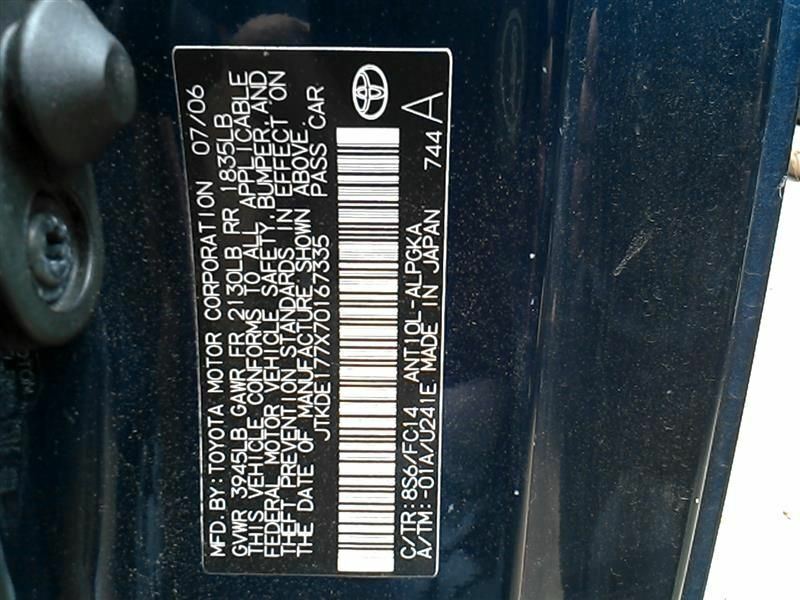 MFD. BY: TOYOTA MOTOR CORPORATION 07/06
GVWR 3945LB GAWR FR 2130LB RR 1835LB
THIS VEHICLE CONFORMS TO ALL APPLICABLE
FEDERAL MOTOR VEHICLE SAFETY, BUMPER, AND
THEFT PREVENTION STANDARDS IN EFFECT ON
THE DATE OF MANUFACTURE SHOWN ABOVE.
JTKDE177X70167335 PASS CAR
C/TR: 8S6/FC14 ANT10L-ALPGKA 744 A
A/TM: -01A/U241E MADE IN JAPAN